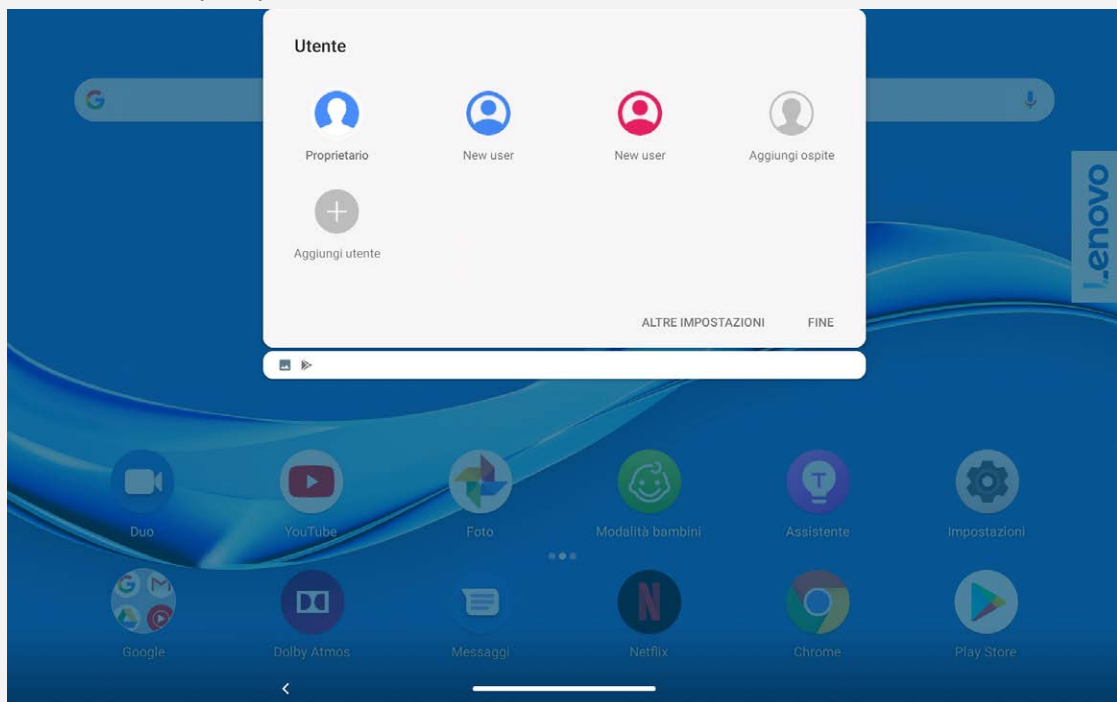 Utente
Proprietario
New user
New user
Aggiungi ospite
Aggiungi utente
ALTRE IMPOSTAZIONI FINE
Lenovo
Duo
YouTube
Foto
Modalità bambini
Assistente
Impostazioni
Google
Dolby Atmos
Messaggi
Netflix
Chrome
Play Store